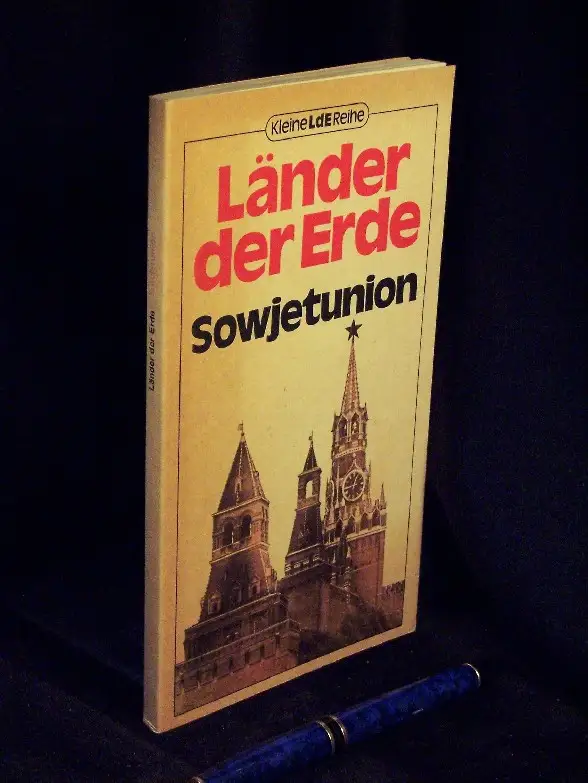 Kleine LdE Reihe
Länder
der Erde
Sowjetunion
Länder der Erde